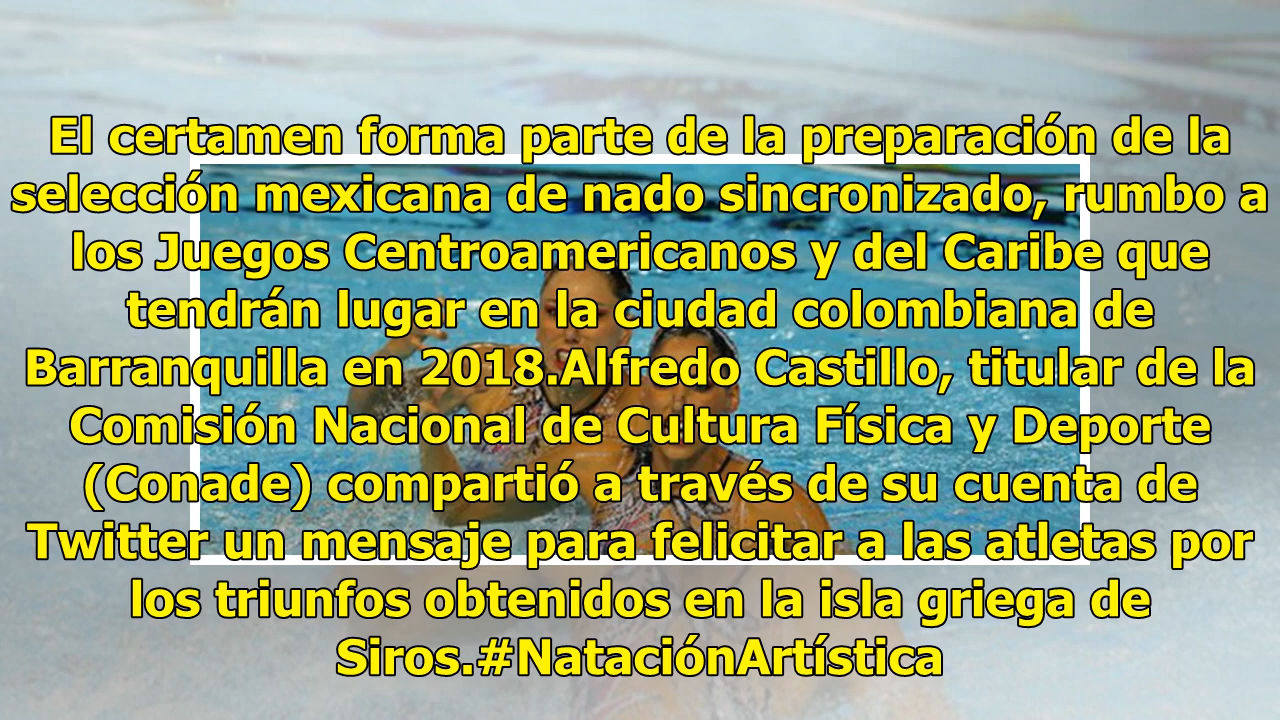 El certamen forma parte de la preparación de la
selección mexicana de nado sincronizado, rumbo a
los Juegos Centroamericanos y del Caribe que
tendrán lugar en la ciudad colombiana de
Barranquilla en 2018.Alfredo Castillo, titular de la
Comisión Nacional de Cultura Física y Deporte
(Conade) compartió a través de su cuenta de
Twitter un mensaje para felicitar a las atletas por
los triunfos obtenidos en la isla griega de
Siros.#NataciónArtística